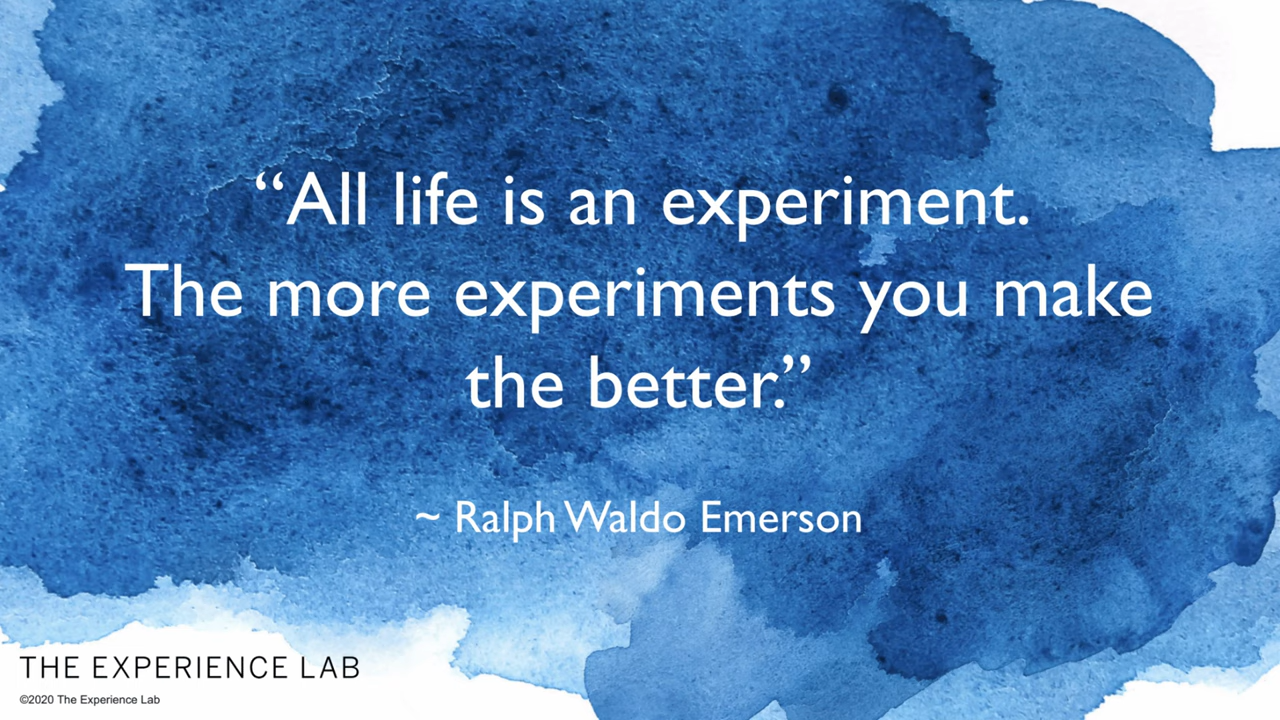 “All life is an experiment.
The more experiments you make
the better.”
~ Ralph Waldo Emerson
THE EXPERIENCE LAB
©2020 The Experience Lab